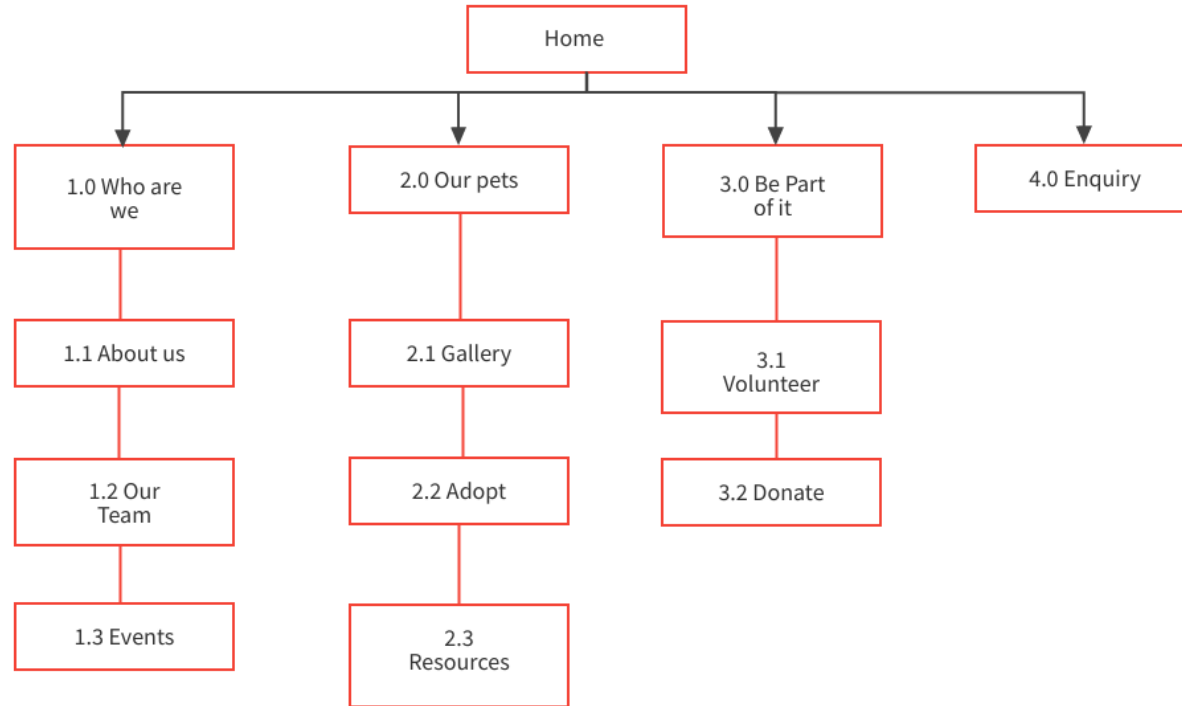 Home
1.0 Who are
we
2.0 Our pets
3.0 Be Part
of it
4.0 Enquiry
1.1 About us
2.1 Gallery
3.1
Volunteer
1.2 Our
Team
2.2 Adopt
3.2 Donate
1.3 Events
2.3
Resources